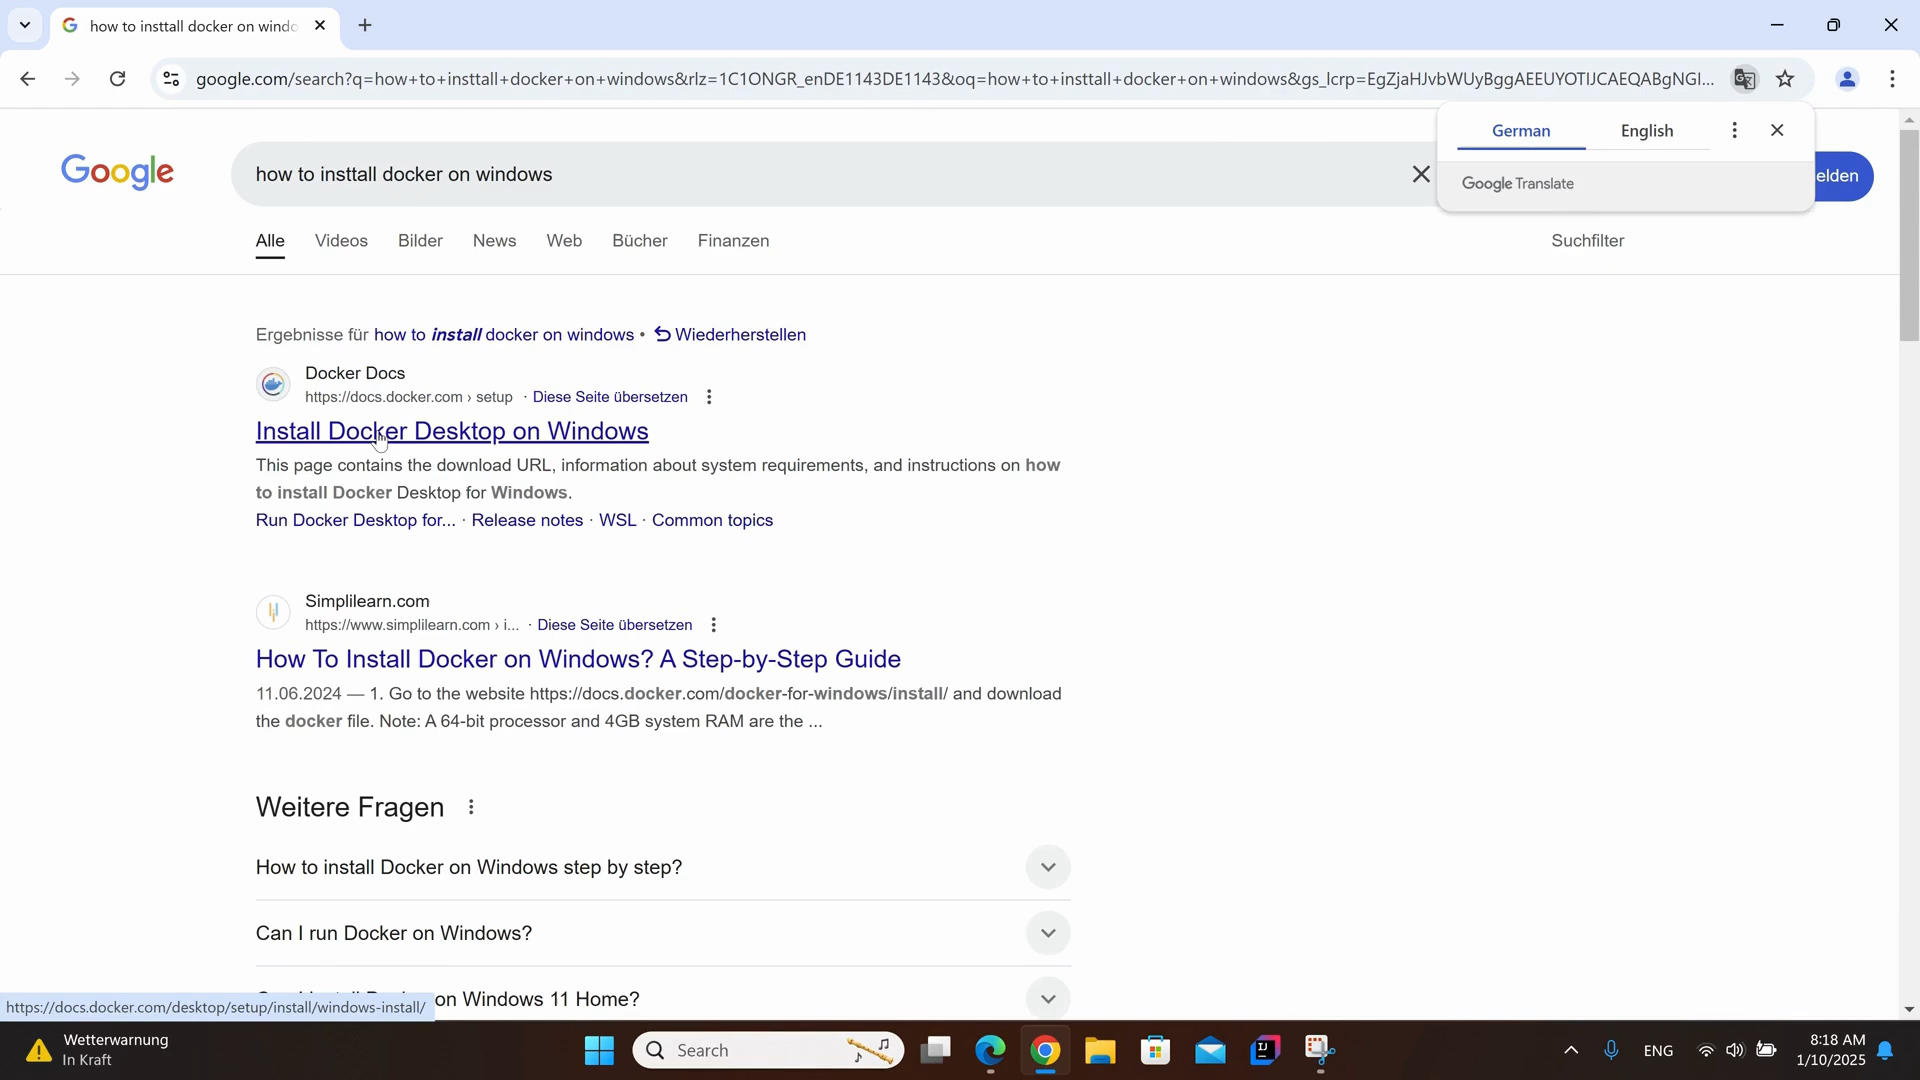 how to insttall docker on windo
google.com/search?q=how+to+insttall+docker+on+windows&rlz=1C1ONGR_enDE1143DE1143&oq=how+to+insttall+docker+on+windows&gs_lcrp=EgZjaHJvbWUyBggAEEUYOTIJCAEQABgNGI...
German English
Google Translate
Google
how to insttall docker on windows
elden
Alle Videos Bilder News Web Bücher Finanzen Suchfilter
Ergebnisse für how to install docker on windows • Wiederherstellen
Docker Docs
https://docs.docker.com › setup · Diese Seite übersetzen
Install Docker Desktop on Windows
This page contains the download URL, information about system requirements, and instructions on how
to install Docker Desktop for Windows.
Run Docker Desktop for... · Release notes · WSL · Common topics
Simplilearn.com
https://www.simplilearn.com › i... · Diese Seite übersetzen
How To Install Docker on Windows? A Step-by-Step Guide
11.06.2024 — 1. Go to the website https://docs.docker.com/docker-for-windows/install/ and download
the docker file. Note: A 64-bit processor and 4GB system RAM are the ...
Weitere Fragen
How to install Docker on Windows step by step?
Can I run Docker on Windows?
on Windows 11 Home?
https://docs.docker.com/desktop/setup/install/windows-install/
Wetterwarnung
In Kraft
Search
ENG
8:18 AM
1/10/2025